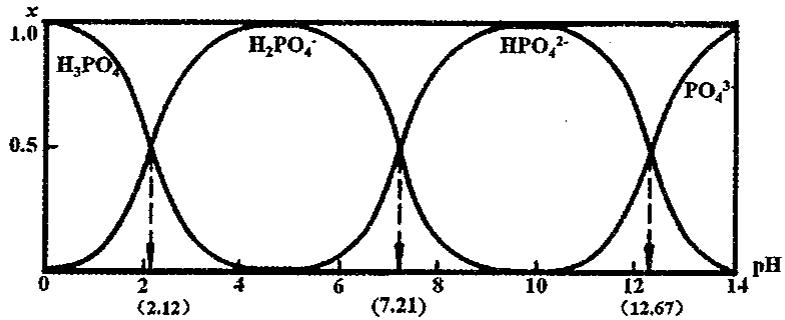 x
1.0
H₃PO₄
H₂PO₄⁻
HPO₄²⁻
PO₄³⁻
0.5
0 2 4 6 8 10 12 14 pH
(2.12) (7.21) (12.67)